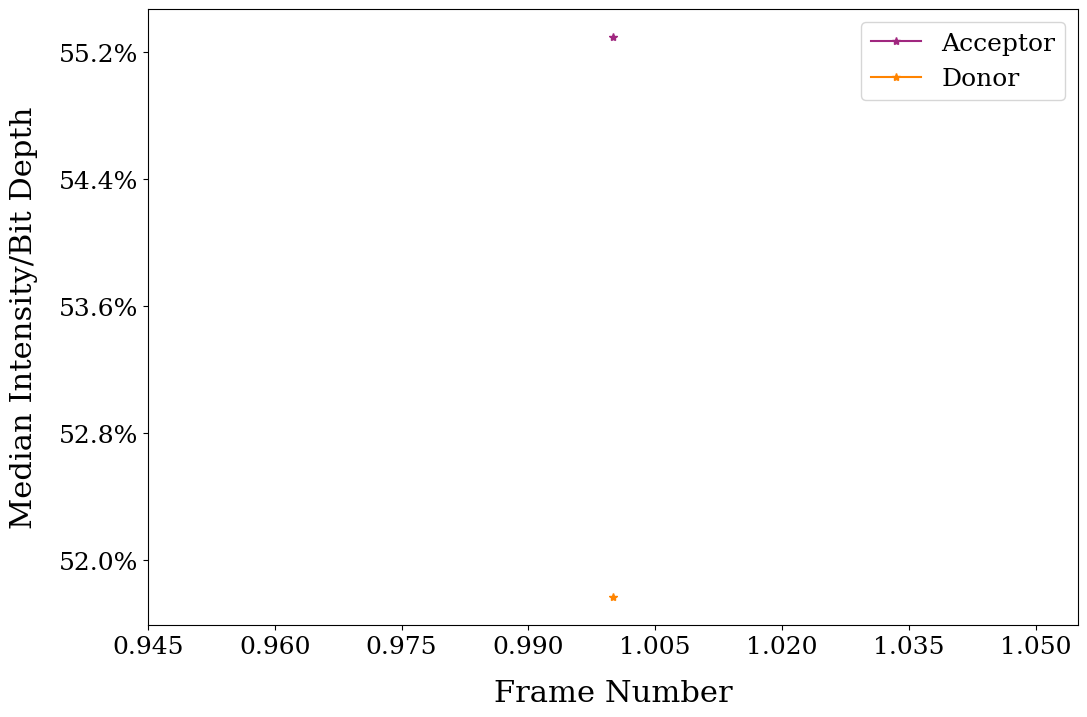 Acceptor
Donor
Median Intensity/Bit Depth
55.2%
54.4%
53.6%
52.8%
52.0%
0.945 0.960 0.975 0.990 1.005 1.020 1.035 1.050
Frame Number